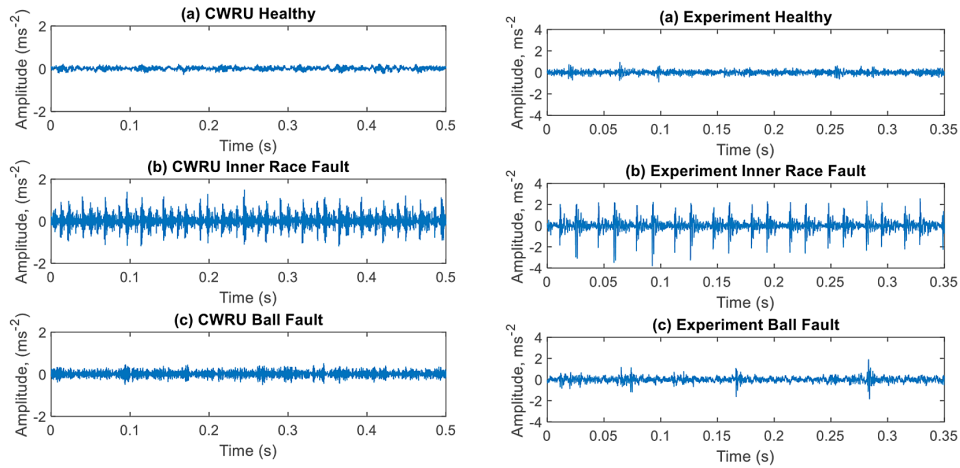 (a) CWRU Healthy
Amplitude (ms-2)
2
0
-2
0 0.1 0.2 0.3 0.4 0.5
Time (s)
(b) CWRU Inner Race Fault
Amplitude, (ms-2)
2
0
-2
0 0.1 0.2 0.3 0.4 0.5
Time (s)
(c) CWRU Ball Fault
Amplitude, (ms-2)
2
0
-2
0 0.1 0.2 0.3 0.4 0.5
Time (s)
(a) Experiment Healthy
Amplitude, ms-2
4
2
0
-2
-4
0 0.05 0.1 0.15 0.2 0.25 0.3 0.35
Time (s)
(b) Experiment Inner Race Fault
Amplitude, ms-2
4
2
0
-2
-4
0 0.05 0.1 0.15 0.2 0.25 0.3 0.35
Time (s)
(c) Experiment Ball Fault
Amplitude, ms-2
4
2
0
-2
-4
0 0.05 0.1 0.15 0.2 0.25 0.3 0.35
Time (s)